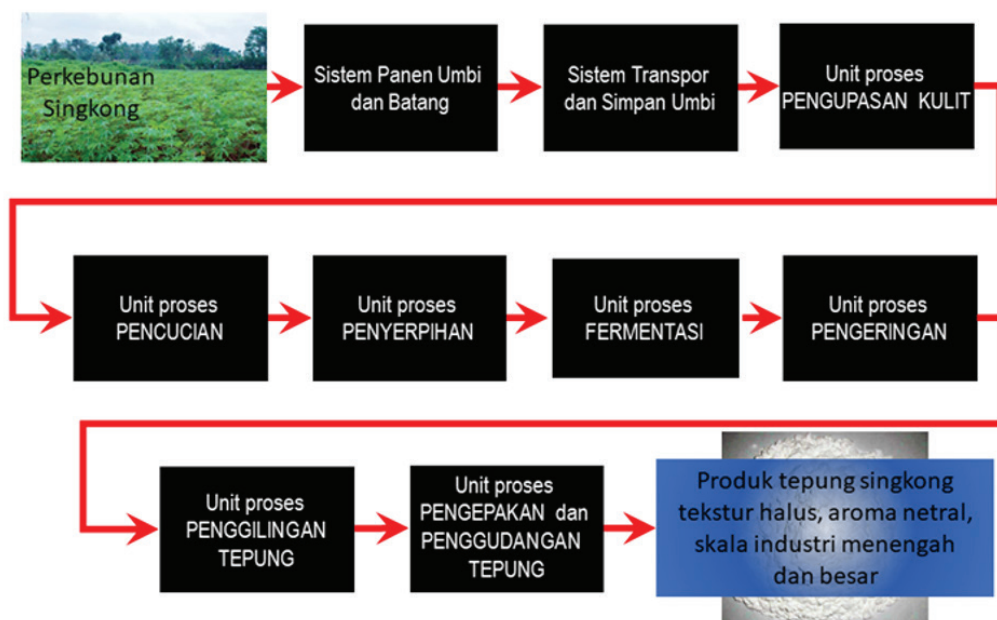 Perkebunan
Singkong
Sistem Panen Umbi
dan Batang
Sistem Transpor
dan Simpan Umbi
Unit proses
PENGUPASAN KULIT
Unit proses
PENCUCIAN
Unit proses
PENYERPIHAN
Unit proses
FERMENTASI
Unit proses
PENGERINGAN
Unit proses
PENGGILINGAN
TEPUNG
Unit proses
PENGEPAKAN dan
PENGGUDANGAN
TEPUNG
Produk tepung singkong
tekstur halus, aroma netral,
skala industri menengah
dan besar